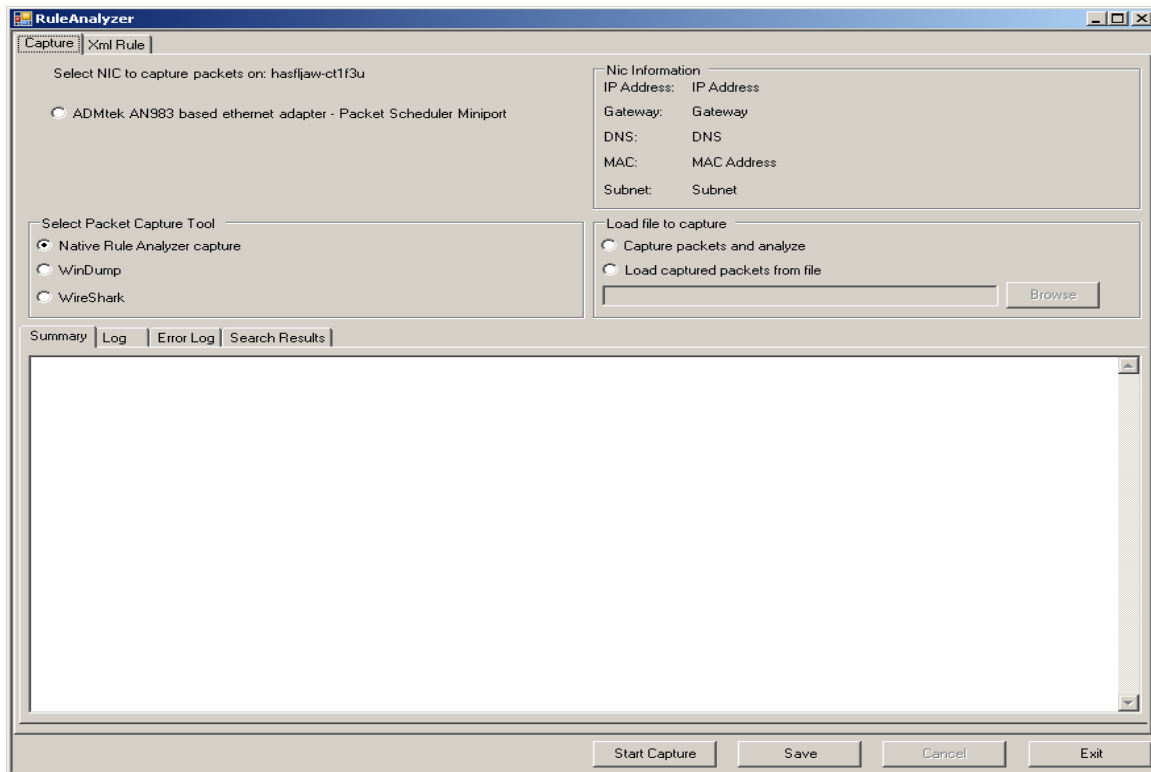 RuleAnalyzer
Capture Xml Rule
Select NIC to capture packets on: hasfljaw-ct1f3u
ADMtek AN983 based ethernet adapter - Packet Scheduler Miniport
Nic Information
IP Address: IP Address
Gateway: Gateway
DNS: DNS
MAC: MAC Address
Subnet: Subnet
Select Packet Capture Tool
Native Rule Analyzer capture
WinDump
WireShark
Load file to capture
Capture packets and analyze
Load captured packets from file
Browse
Summary Log Error Log Search Results
Start Capture Save Cancel Exit